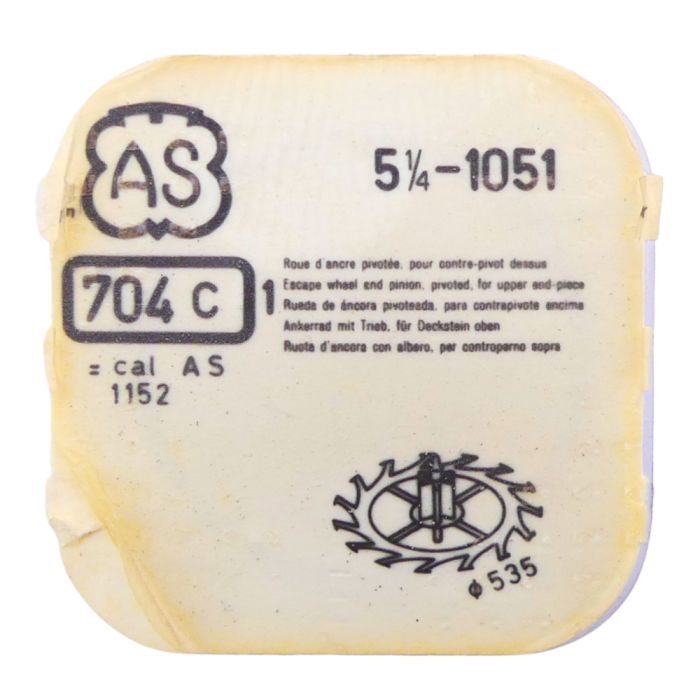 AS
5 1/4-1051
704 C 1
Roue d'ancre pivotée, pour contre-pivot dessus
Escape wheel and pinion, pivoted, for upper end-piece
Rueda de áncora pivoteada, para contrapivote encima
Ankerrad mit Trieb, für Deckstein oben
Ruota d'ancora con albero, per controperno sopra
= cal AS
1152
ϕ 535